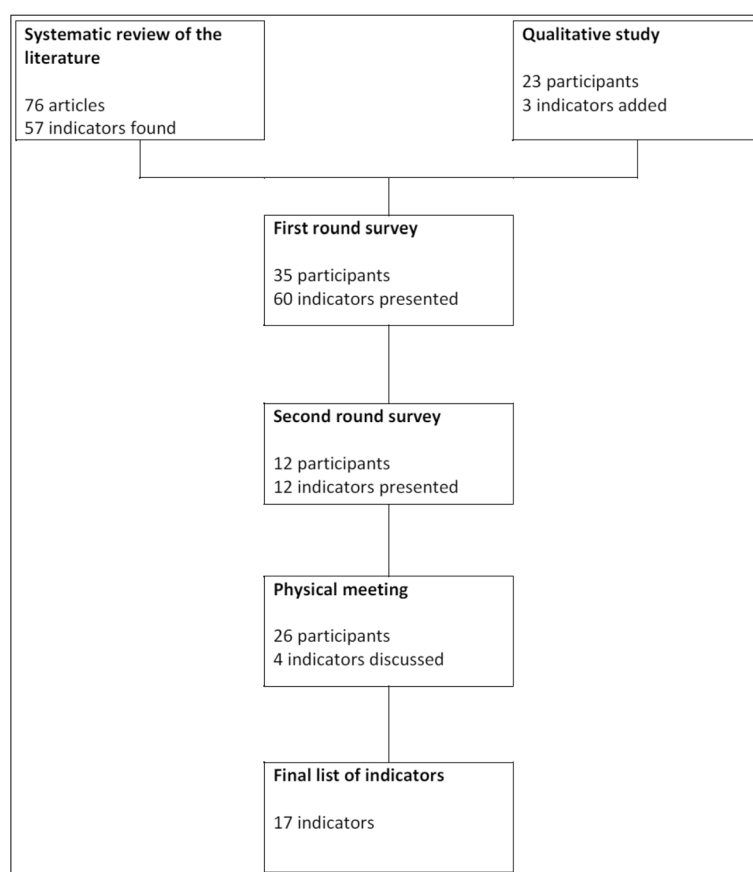 Systematic review of the
literature
76 articles
57 indicators found
Qualitative study
23 participants
3 indicators added
First round survey
35 participants
60 indicators presented
Second round survey
12 participants
12 indicators presented
Physical meeting
26 participants
4 indicators discussed
Final list of indicators
17 indicators